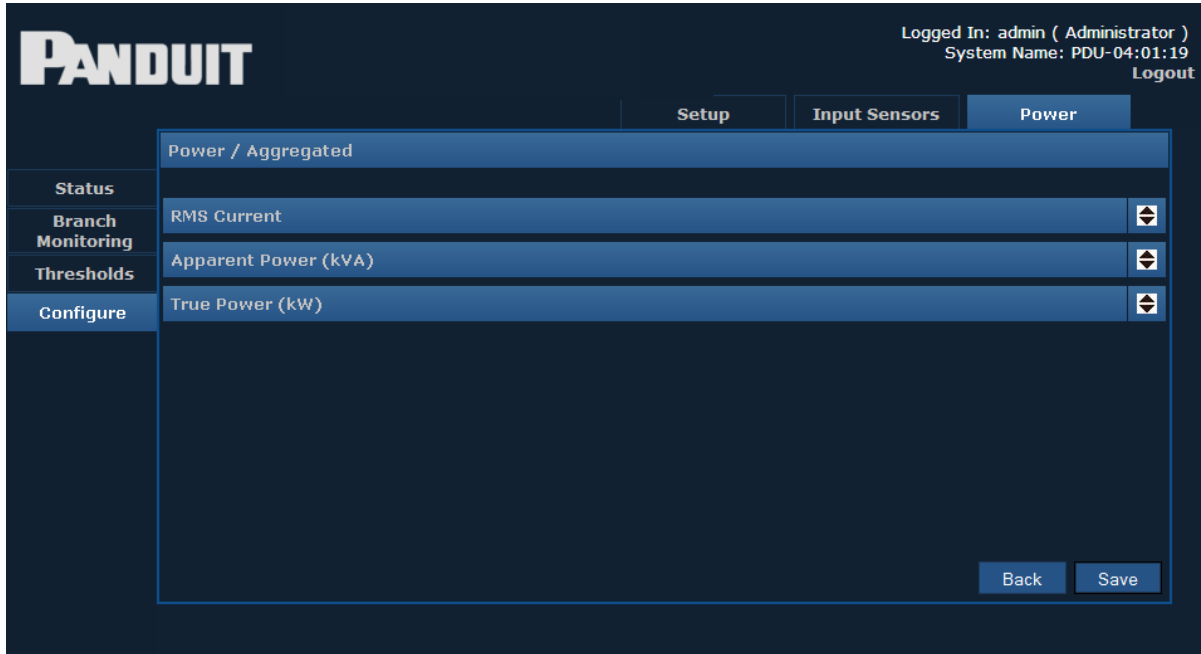 PANDUIT
Logged In: admin ( Administrator )
System Name: PDU-04:01:19
Logout
Setup
Input Sensors
Power
Power / Aggregated
Status
Branch
Monitoring
Thresholds
Configure
RMS Current
Apparent Power (kVA)
True Power (kW)
Back
Save